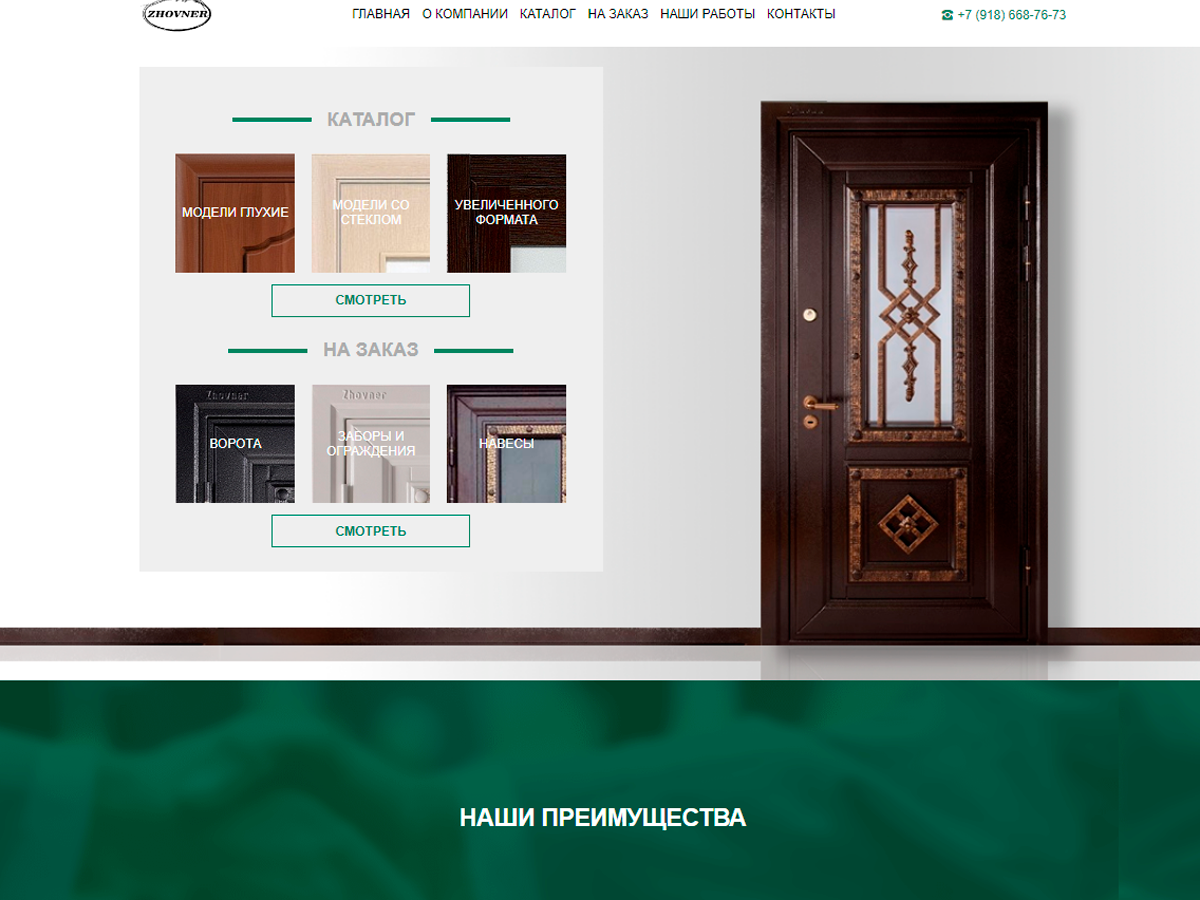 ZHOVNER
ГЛАВНАЯ О КОМПАНИИ КАТАЛОГ НА ЗАКАЗ НАШИ РАБОТЫ КОНТАКТЫ
+7 (918) 668-76-73
КАТАЛОГ
МОДЕЛИ ГЛУХИЕ
МОДЕЛИ СО
СТЕКЛОМ
УВЕЛИЧЕННОГО
ФОРМАТА
СМОТРЕТЬ
НА ЗАКАЗ
Zhovner
ВОРОТА
Zhovner
ЗАБОРЫ И
ОГРАЖДЕНИЯ
НАВЕСЫ
СМОТРЕТЬ
Zhovner
НАШИ ПРЕИМУЩЕСТВА